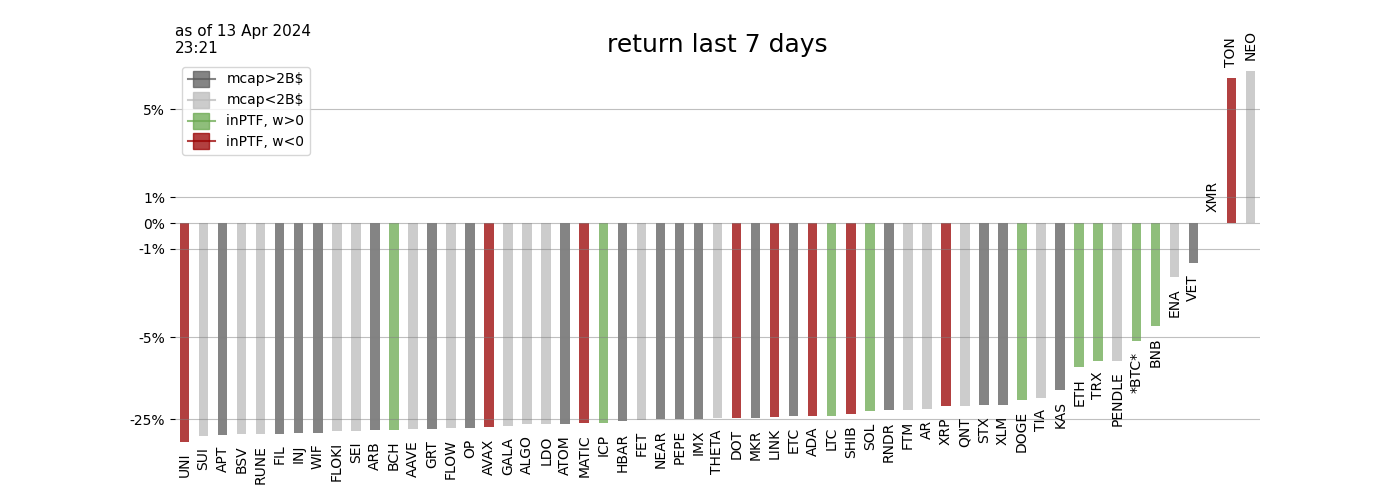 as of 13 Apr 2024
23:21
return last 7 days
mcap>2B$
mcap<2B$
inPTF, w>0
inPTF, w<0
5%
1%
0%
-1%
-5%
-25%
UNI
SUI
APT
BSV
RUNE
FIL
INJ
WIF
FLOKI
SEI
ARB
BCH
AAVE
GRT
FLOW
OP
AVAX
GALA
ALGO
LDO
ATOM
MATIC
ICP
HBAR
FET
NEAR
PEPE
IMX
THETA
DOT
MKR
LINK
ETC
ADA
LTC
SHIB
SOL
RNDR
FTM
AR
XRP
QNT
STX
XLM
DOGE
TIA
KAS
ETH
TRX
PENDLE
*BTC*
BNB
ENA
VET
XMR
TON
NEO